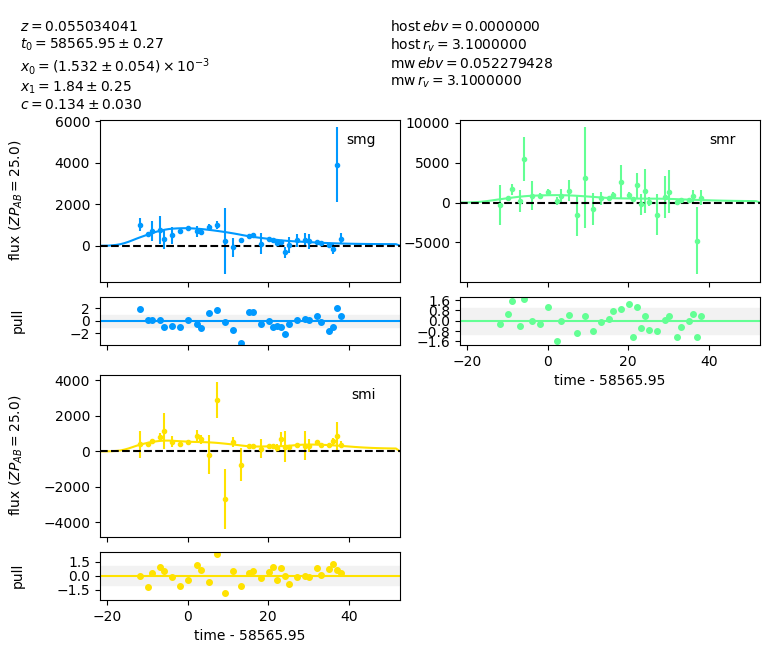 z = 0.055034041
t₀ = 58565.95 ± 0.27
x₀ = (1.532 ± 0.054) × 10⁻³
x₁ = 1.84 ± 0.25
c = 0.134 ± 0.030
host ebv = 0.0000000
host r_v = 3.1000000
mw ebv = 0.052279428
mw r_v = 3.1000000
smg
6000
4000
2000
0
flux (ZP_AB = 25.0)
2
0
−2
pull
smr
10000
5000
0
−5000
1.6
0.8
0.0
−0.8
−1.6
−20
0
20
40
time - 58565.95
smi
4000
2000
0
−2000
−4000
flux (ZP_AB = 25.0)
1.5
0.0
−1.5
pull
−20
0
20
40
time - 58565.95